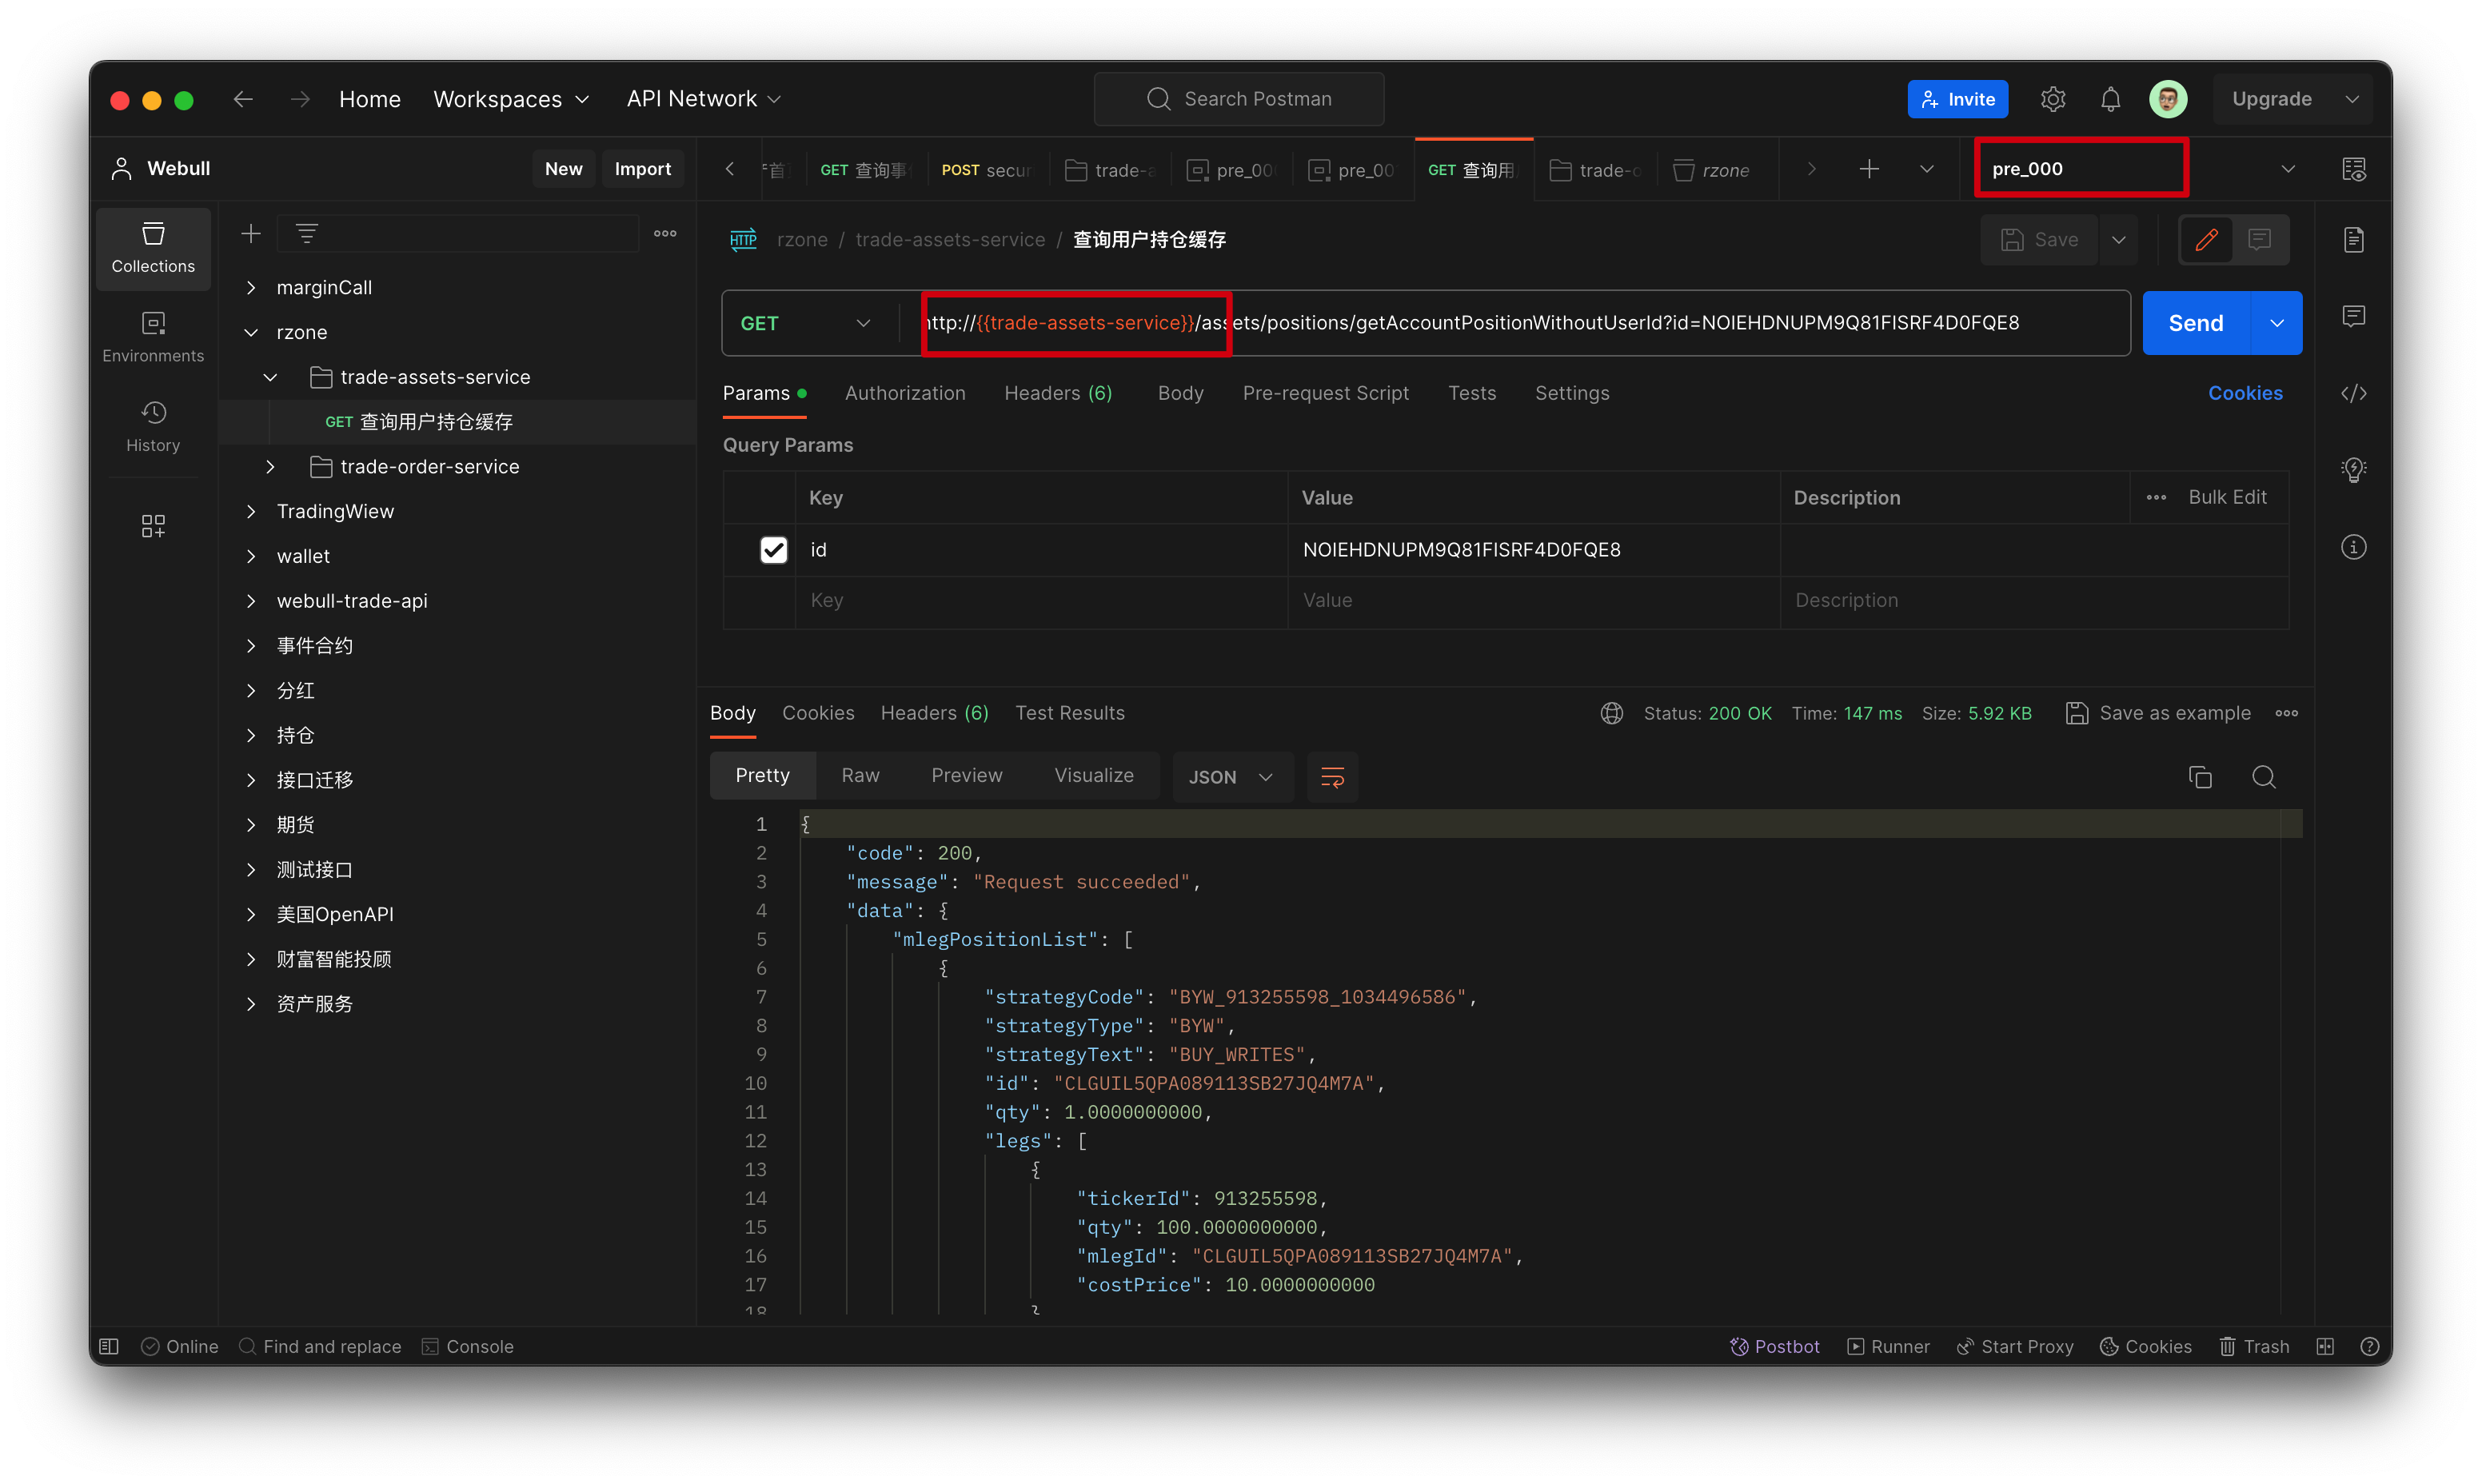 Home
Workspaces
API Network
Search Postman
Invite
Upgrade
Webull
New
Import
GET 查询事
POST secur
trade-a
pre_00
pre_00
GET 查询用
trade-o
rzone
pre_000
Collections
Environments
History
marginCall
rzone
trade-assets-service
GET 查询用户持仓缓存
trade-order-service
TradingWiew
wallet
webull-trade-api
事件合约
分红
持仓
接口迁移
期货
测试接口
美国OpenAPI
财富智能投顾
资产服务
HTTP
rzone / trade-assets-service / 查询用户持仓缓存
Save
GET
http://{{trade-assets-service}}/assets/positions/getAccountPositionWithoutUserId?id=NOIEHDNUPM9Q81FISRF4D0FQE8
Send
Params
Authorization
Headers (6)
Body
Pre-request Script
Tests
Settings
Cookies
Query Params
Key
Value
Description
Bulk Edit
id
NOIEHDNUPM9Q81FISRF4D0FQE8
Key
Value
Description
Body
Cookies
Headers (6)
Test Results
Status: 200 OK
Time: 147 ms
Size: 5.92 KB
Save as example
Pretty
Raw
Preview
Visualize
JSON
1 {
2 "code": 200,
3 "message": "Request succeeded",
4 "data": {
5 "mlegPositionList": [
6 {
7 "strategyCode": "BYW_913255598_1034496586",
8 "strategyType": "BYW",
9 "strategyText": "BUY_WRITES",
10 "id": "CLGUIL5QPA089113SB27JQ4M7A",
11 "qty": 1.0000000000,
12 "legs": [
13 {
14 "tickerId": 913255598,
15 "qty": 100.0000000000,
16 "mlegId": "CLGUIL5QPA089113SB27JQ4M7A",
17 "costPrice": 10.0000000000
18 }
Online
Find and replace
Console
Postbot
Runner
Start Proxy
Cookies
Trash